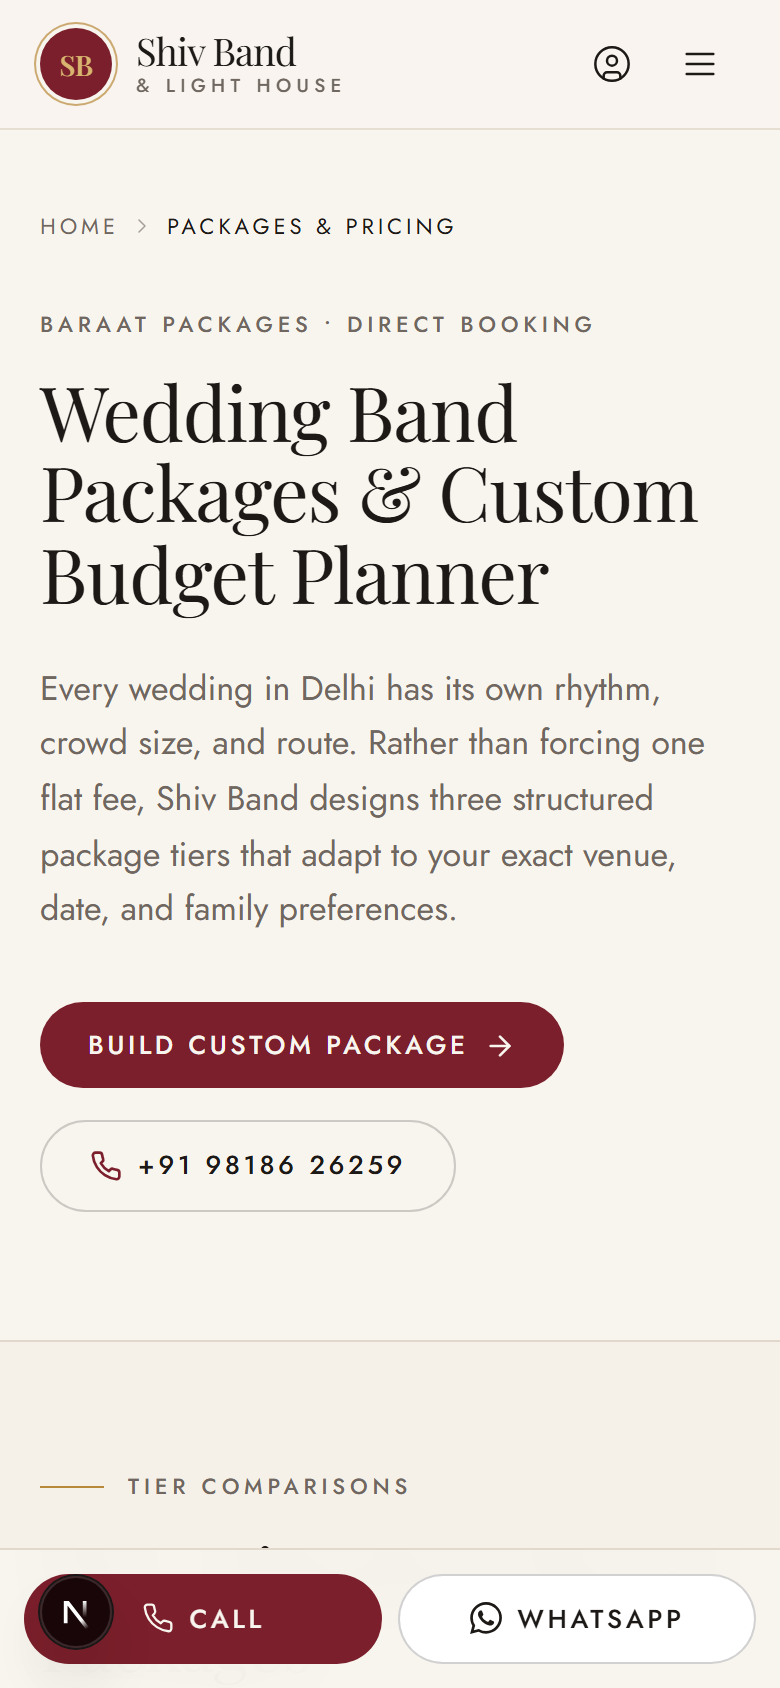 SB
Shiv Band
& LIGHT HOUSE
HOME > PACKAGES & PRICING
BARAAT PACKAGES · DIRECT BOOKING
Wedding Band
Packages & Custom
Budget Planner
Every wedding in Delhi has its own rhythm,
crowd size, and route. Rather than forcing one
flat fee, Shiv Band designs three structured
package tiers that adapt to your exact venue,
date, and family preferences.
BUILD CUSTOM PACKAGE →
+91 98186 26259
TIER COMPARISONS
N
CALL
WHATSAPP